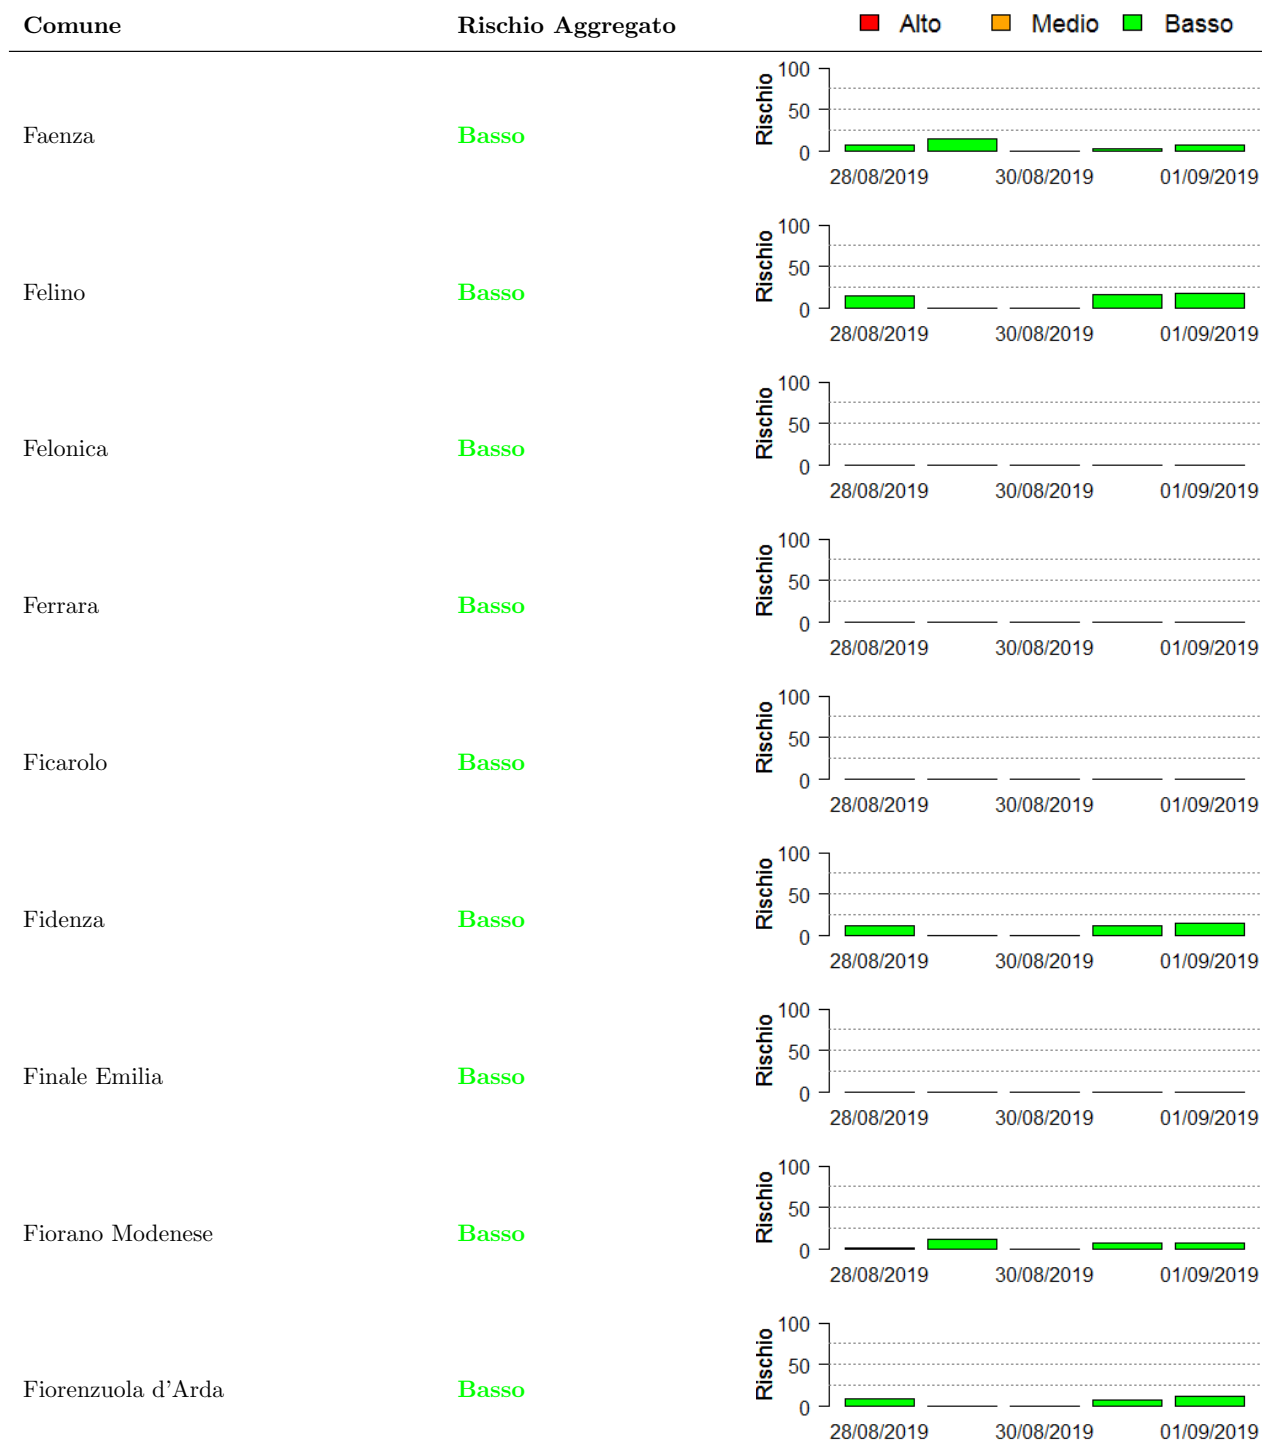 Comune Rischio Aggregato Alto Medio Basso
Faenza Basso Rischio 100 50 0
28/08/2019 30/08/2019 01/09/2019
Felino Basso Rischio 100 50 0
28/08/2019 30/08/2019 01/09/2019
Felonica Basso Rischio 100 50 0
28/08/2019 30/08/2019 01/09/2019
Ferrara Basso Rischio 100 50 0
28/08/2019 30/08/2019 01/09/2019
Ficarolo Basso Rischio 100 50 0
28/08/2019 30/08/2019 01/09/2019
Fidenza Basso Rischio 100 50 0
28/08/2019 30/08/2019 01/09/2019
Finale Emilia Basso Rischio 100 50 0
28/08/2019 30/08/2019 01/09/2019
Fiorano Modenese Basso Rischio 100 50 0
28/08/2019 30/08/2019 01/09/2019
Fiorenzuola d'Arda Basso Rischio 100 50 0
28/08/2019 30/08/2019 01/09/2019